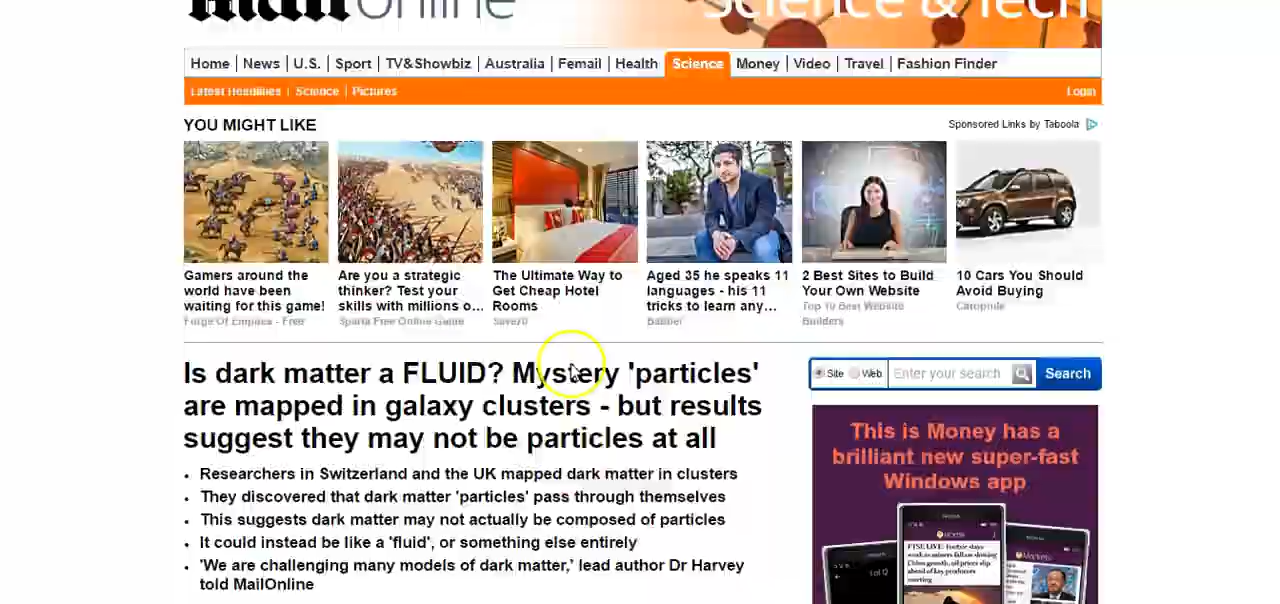 Mail Online
Science & Tech
Home | News | U.S. | Sport | TV&Showbiz | Australia | Femail | Health | Science | Money | Video | Travel | Fashion Finder
Latest Headlines | Science | Pictures
Login
YOU MIGHT LIKE
Sponsored Links by Taboola
Gamers around the
world have been
waiting for this game!
Forge Of Empires - Free
Are you a strategic
thinker? Test your
skills with millions o...
Sparta Free Online Game
The Ultimate Way to
Get Cheap Hotel
Rooms
Save70
Aged 35 he speaks 11
languages - his 11
tricks to learn any...
Babbel
2 Best Sites to Build
Your Own Website
Top 10 Best Website
Builders
10 Cars You Should
Avoid Buying
Carophile
Is dark matter a FLUID? Mystery 'particles'
are mapped in galaxy clusters - but results
suggest they may not be particles at all
• Researchers in Switzerland and the UK mapped dark matter in clusters
• They discovered that dark matter 'particles' pass through themselves
• This suggests dark matter may not actually be composed of particles
• It could instead be like a 'fluid', or something else entirely
• 'We are challenging many models of dark matter,' lead author Dr Harvey
told MailOnline
Site Web Enter your search Search
This is Money has a
brilliant new super-fast
Windows app